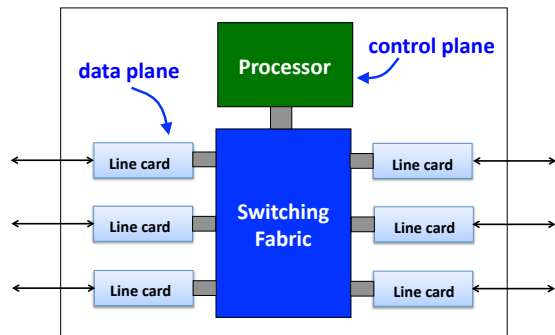 control plane
data plane
Processor
Line card
Line card
Line card
Switching
Fabric
Line card
Line card
Line card